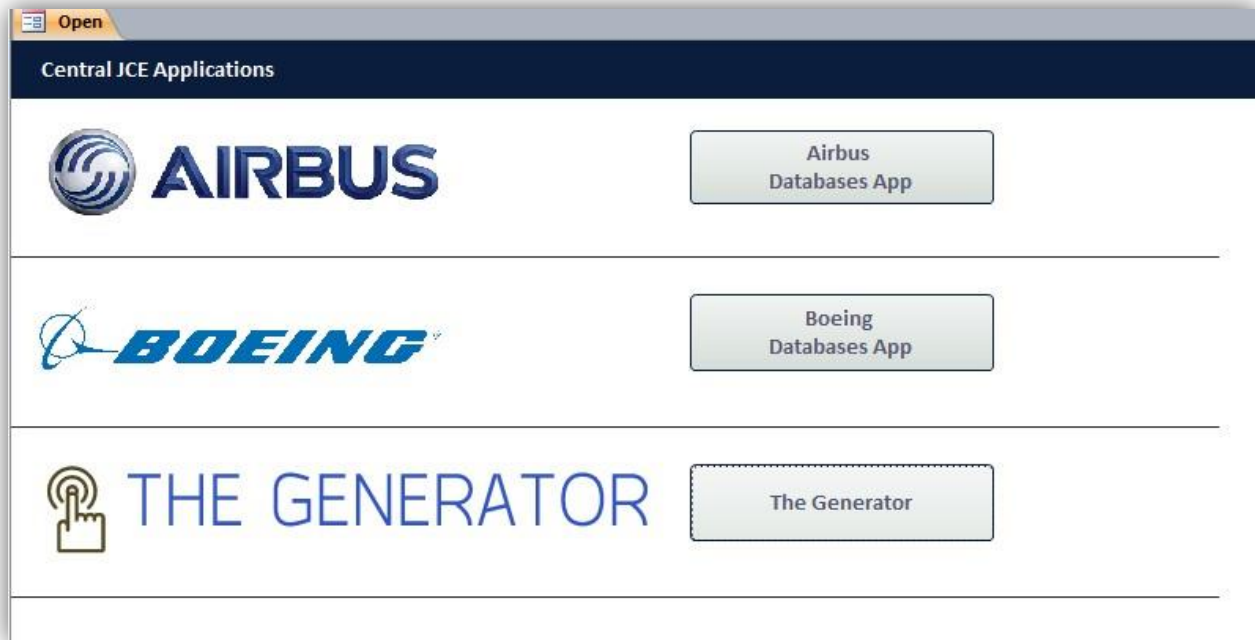 Open
Central JCE Applications
AIRBUS
Airbus
Databases App
BOEING
Boeing
Databases App
THE GENERATOR
The Generator